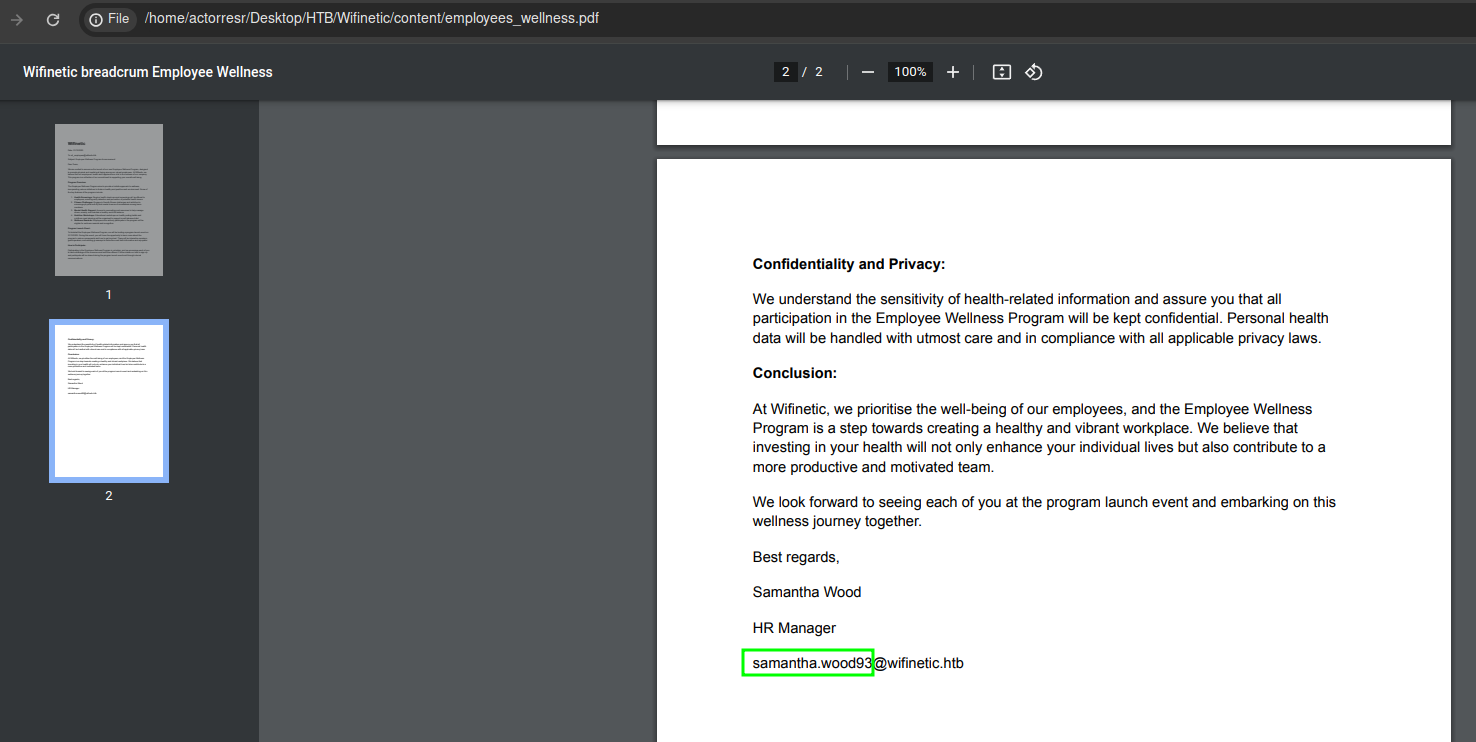 File /home/actorresr/Desktop/HTB/Wifinetic/content/employees_wellness.pdf
Wifinetic breadcrum Employee Wellness
2 / 2
100%
1
2
Confidentiality and Privacy:
We understand the sensitivity of health-related information and assure you that all
participation in the Employee Wellness Program will be kept confidential. Personal health
data will be handled with utmost care and in compliance with all applicable privacy laws.
Conclusion:
At Wifinetic, we prioritise the well-being of our employees, and the Employee Wellness
Program is a step towards creating a healthy and vibrant workplace. We believe that
investing in your health will not only enhance your individual lives but also contribute to a
more productive and motivated team.
We look forward to seeing each of you at the program launch event and embarking on this
wellness journey together.
Best regards,
Samantha Wood
HR Manager
samantha.wood93@wifinetic.htb